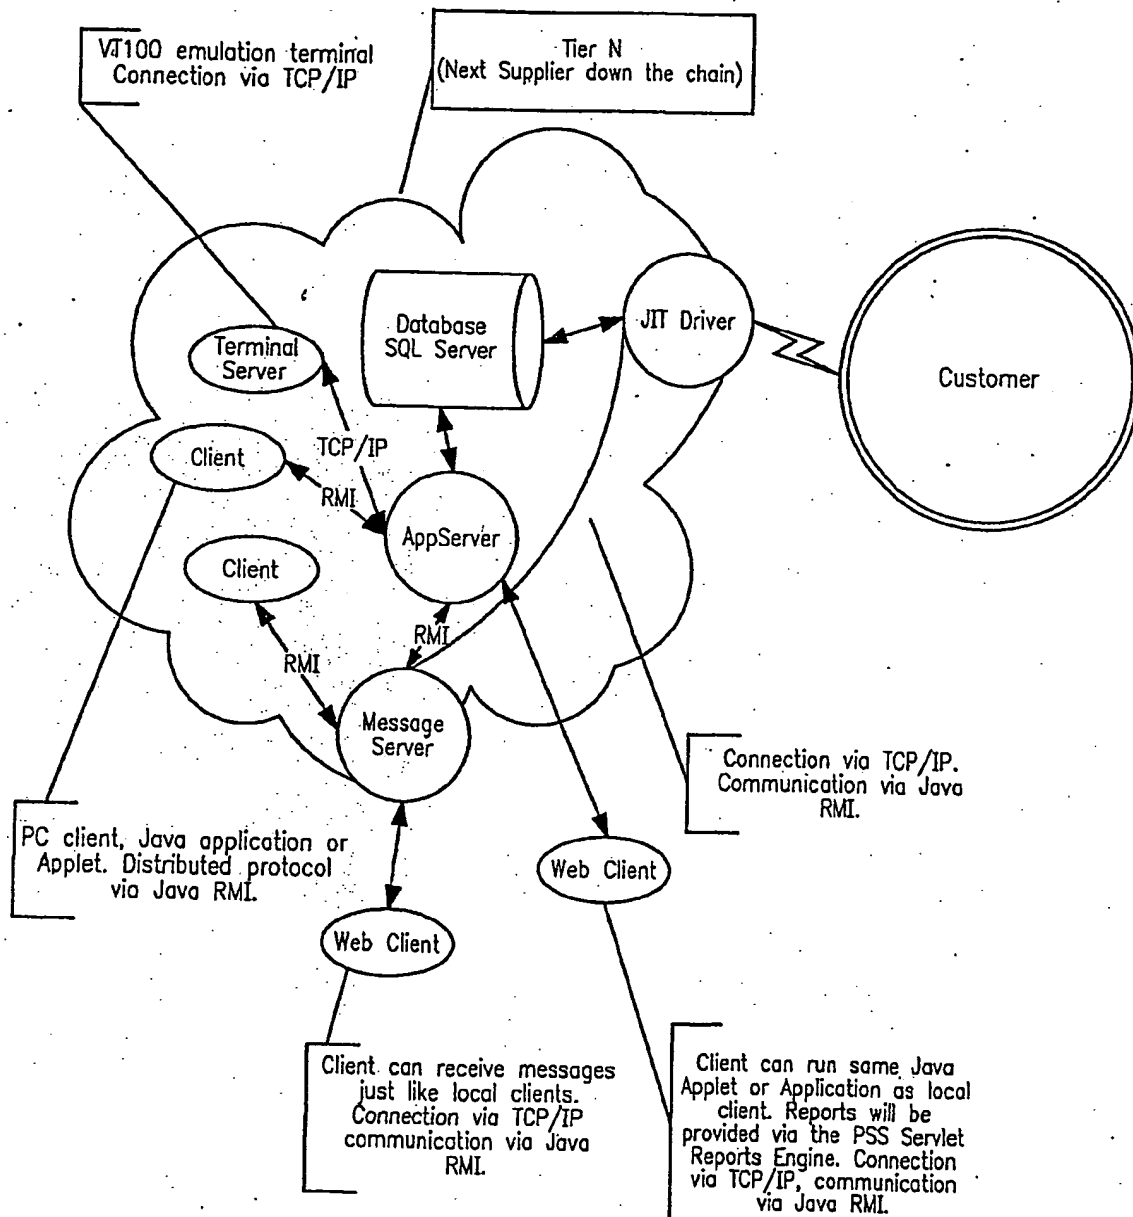 VT100 emulation terminal
Connection via TCP/IP
Tier N
(Next Supplier down the chain)
Database
SQL Server
JIT Driver
Customer
Terminal
Server
TCP/IP
Client
RMI
AppServer
Client
RMI
RMI
Message
Server
Connection via TCP/IP.
Communication via Java
RMI.
PC client, Java application or
Applet. Distributed protocol
via Java RMI.
Web Client
Web Client
Client can receive messages
just like local clients.
Connection via TCP/IP
communication via Java
RMI.
Client can run same Java
Applet or Application as local
client. Reports will be
provided via the PSS Servlet
Reports Engine. Connection
via TCP/IP, communication
via Java RMI.